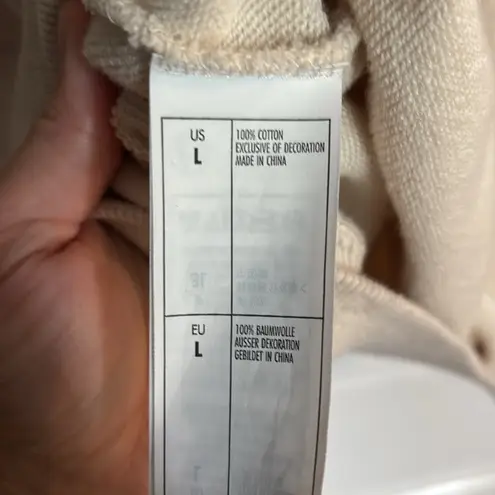 US
L
100% COTTON
EXCLUSIVE OF DECORATION
MADE IN CHINA
EU
L
100% BAUMWOLLE
AUSSER DEKORATION
GEBILDET IN CHINA